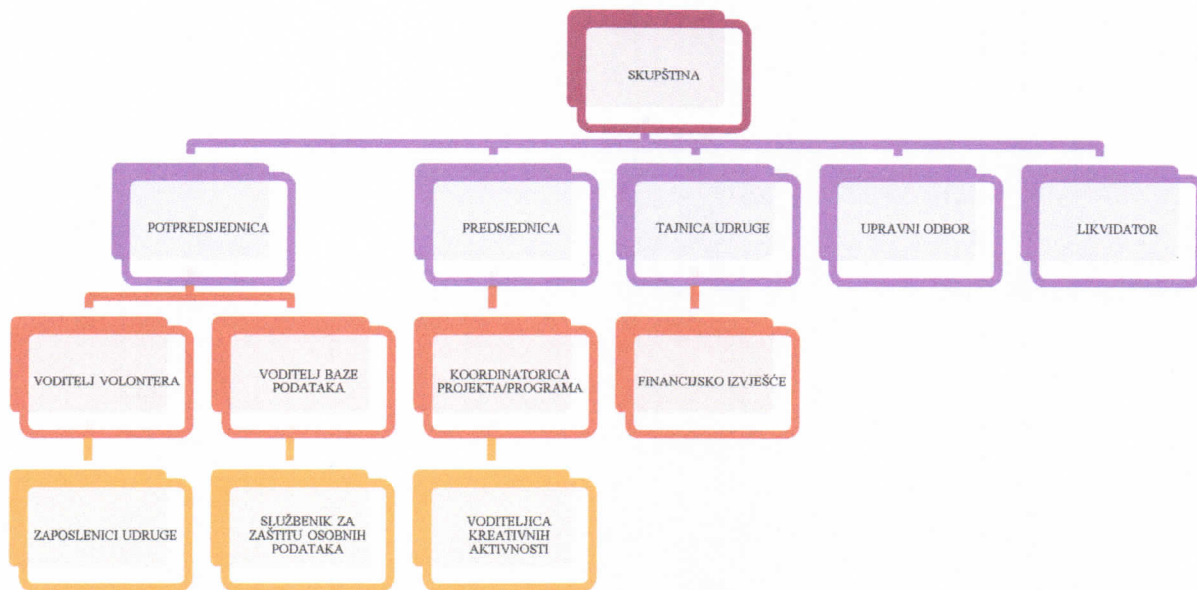 SKUPŠTINA
POTPREDSJEDNICA
PREDSJEDNICA
TAJNICA UDRUGE
UPRAVNI ODBOR
LIKVIDATOR
VODITELJ VOLONTERA
VODITELJ BAZE
PODATAKA
KOORDINATORICA
PROJEKTA/PROGRAMA
FINANCIJSKO IZVJEŠĆE
ZAPOSLENICI UDRUGE
SLUŽBENIK ZA
ZAŠTITU OSOBNIH
PODATAKA
VODITELJICA
KREATIVNIH
AKTIVNOSTI